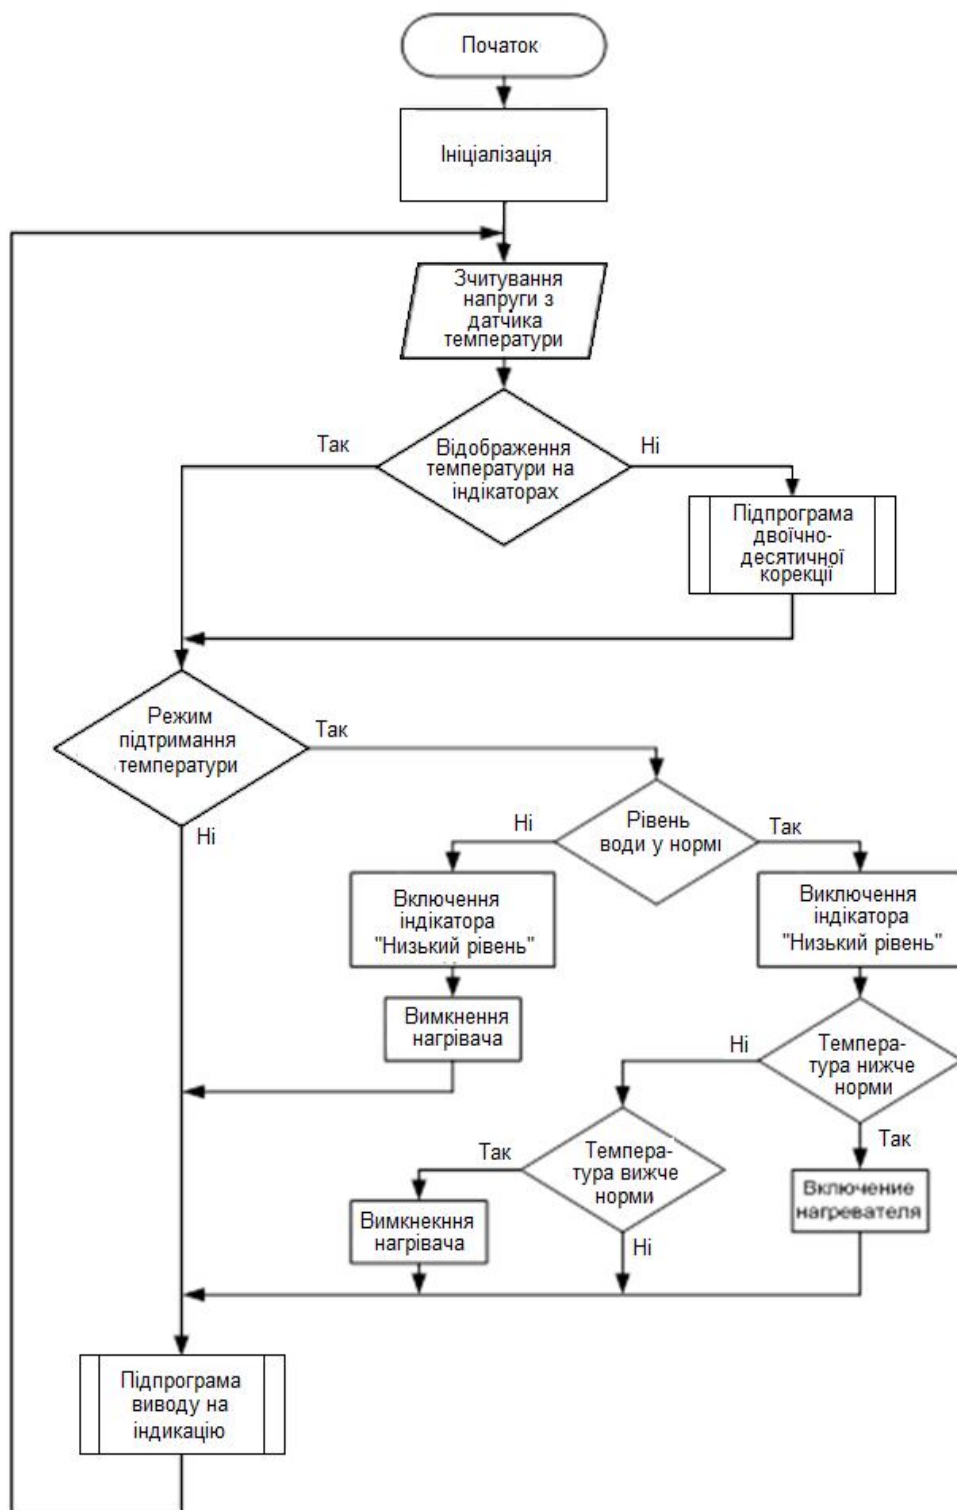 Початок
Ініціалізація
Зчитування
напруги з
датчика
температури
Так
Відображення
температури на
індікаторах
Ні
Підпрограма
двоїчно-
десятичної
корекції
Режим
підтримання
температури
Так
Ні
Ні
Рівень
води у нормі
Так
Включення
індікатора
"Низький рівень"
Виключення
індікатора
"Низький рівень"
Вимкнення
нагрівача
Ні
Темпера-
тура нижче
норми
Так
Так
Темпера-
тура вижче
норми
Включение
нагревателя
Вимкнекння
нагрівача
Ні
Підпрограма
виводу на
індикацію